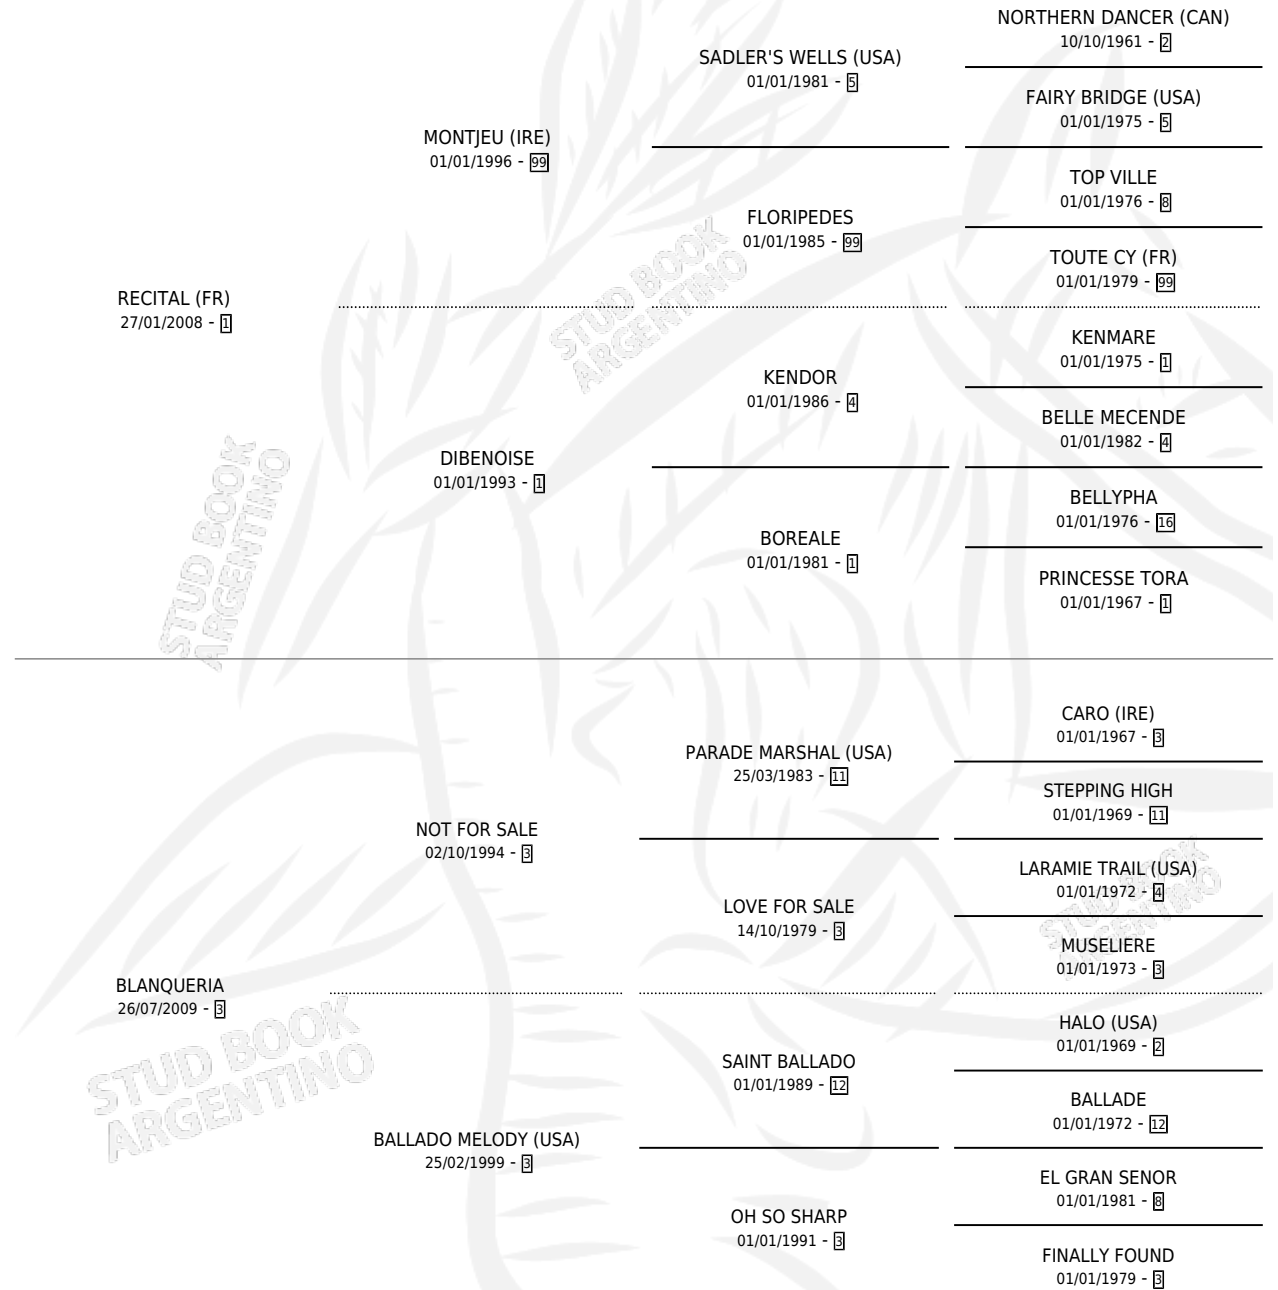 NORTHERN DANCER (CAN)
10/10/1961 - 2
SADLER'S WELLS (USA)
01/01/1981 - 5
FAIRY BRIDGE (USA)
01/01/1975 - 5
MONTJEU (IRE)
01/01/1996 - 99
TOP VILLE
01/01/1976 - 8
FLORIPEDES
01/01/1985 - 99
TOUTE CY (FR)
01/01/1979 - 99
RECITAL (FR)
27/01/2008 - 1
STUD BOOK
ARGENTINO
KENMARE
01/01/1975 - 1
KENDOR
01/01/1986 - 4
BELLE MECENDE
01/01/1982 - 4
DIBENOISE
01/01/1993 - 1
BELLYPHA
01/01/1976 - 16
BOREALE
01/01/1981 - 1
PRINCESSE TORA
01/01/1967 - 1
STUD BOOK
ARGENTINO
CARO (IRE)
01/01/1967 - 3
PARADE MARSHAL (USA)
25/03/1983 - 11
STEPPING HIGH
01/01/1969 - 11
NOT FOR SALE
02/10/1994 - 3
LARAMIE TRAIL (USA)
01/01/1972 - 4
LOVE FOR SALE
14/10/1979 - 3
MUSELIERE
01/01/1973 - 3
STUD BOOK
ARGENTINO
BLANQUERIA
26/07/2009 - 3
HALO (USA)
01/01/1969 - 2
SAINT BALLADO
01/01/1989 - 12
BALLADE
01/01/1972 - 12
STUD BOOK
ARGENTINO
BALLADO MELODY (USA)
25/02/1999 - 3
EL GRAN SENOR
01/01/1981 - 8
OH SO SHARP
01/01/1991 - 3
FINALLY FOUND
01/01/1979 - 3